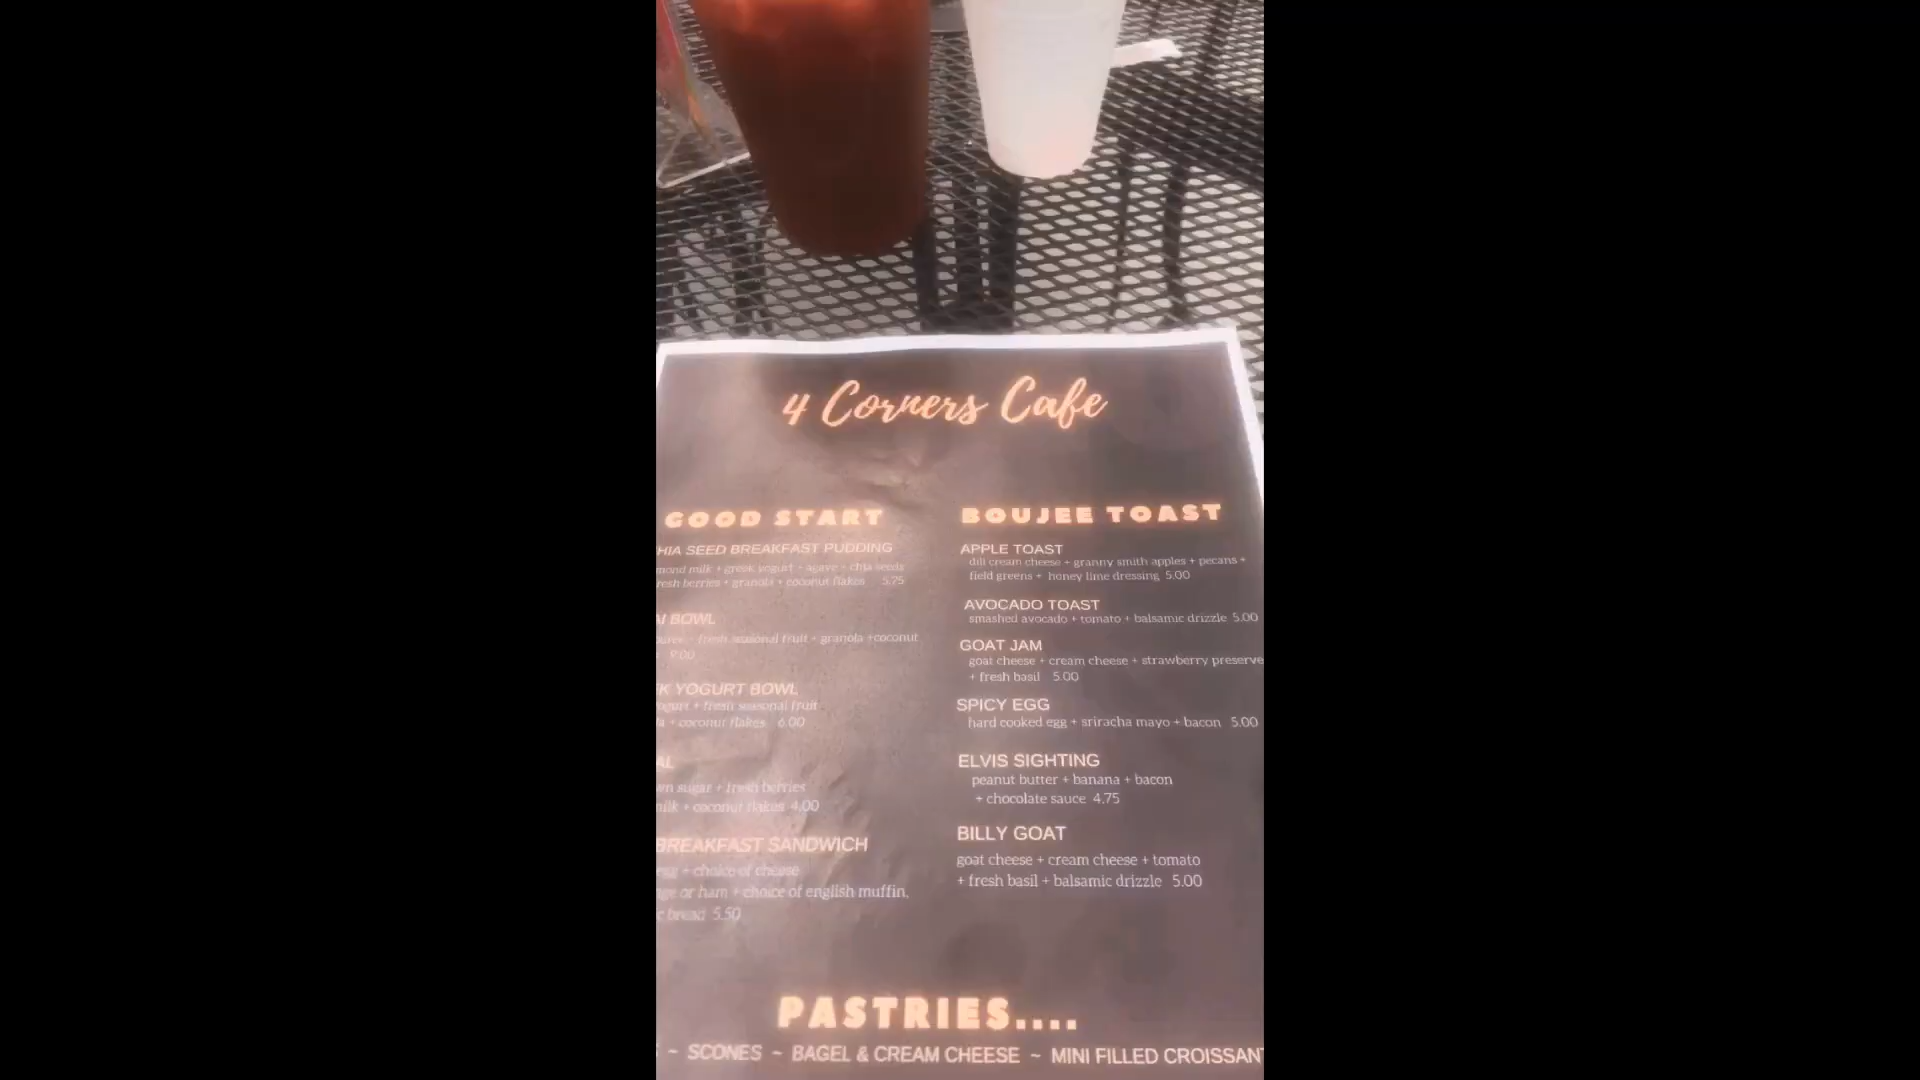 4 Corners Cafe
GOOD START
HIA SEED BREAKFAST PUDDING
mond milk + greek yogurt + agave + chia seeds
resh berries + granola + coconut flakes 5.75
AI BOWL
fresh seasonal fruit + granola +coconut
9.00
K YOGURT BOWL
ogurt + fresh seasonal fruit
la + coconut flakes 6.00
AL
wn sugar + fresh berries
milk + coconut flakes 4.00
BREAKFAST SANDWICH
egg + choice of cheese
age or ham + choice of english muffin,
bread 5.50
BOUJEE TOAST
APPLE TOAST
dill cream cheese + granny smith apples + pecans +
field greens + honey lime dressing 5.00
AVOCADO TOAST
smashed avocado + tomato + balsamic drizzle 5.00
GOAT JAM
goat cheese + cream cheese + strawberry preserve
+ fresh basil 5.00
SPICY EGG
hard cooked egg + sriracha mayo + bacon 5.00
ELVIS SIGHTING
peanut butter + banana + bacon
+ chocolate sauce 4.75
BILLY GOAT
goat cheese + cream cheese + tomato
+ fresh basil + balsamic drizzle 5.00
PASTRIES....
~ SCONES ~ BAGEL & CREAM CHEESE ~ MINI FILLED CROISSANT